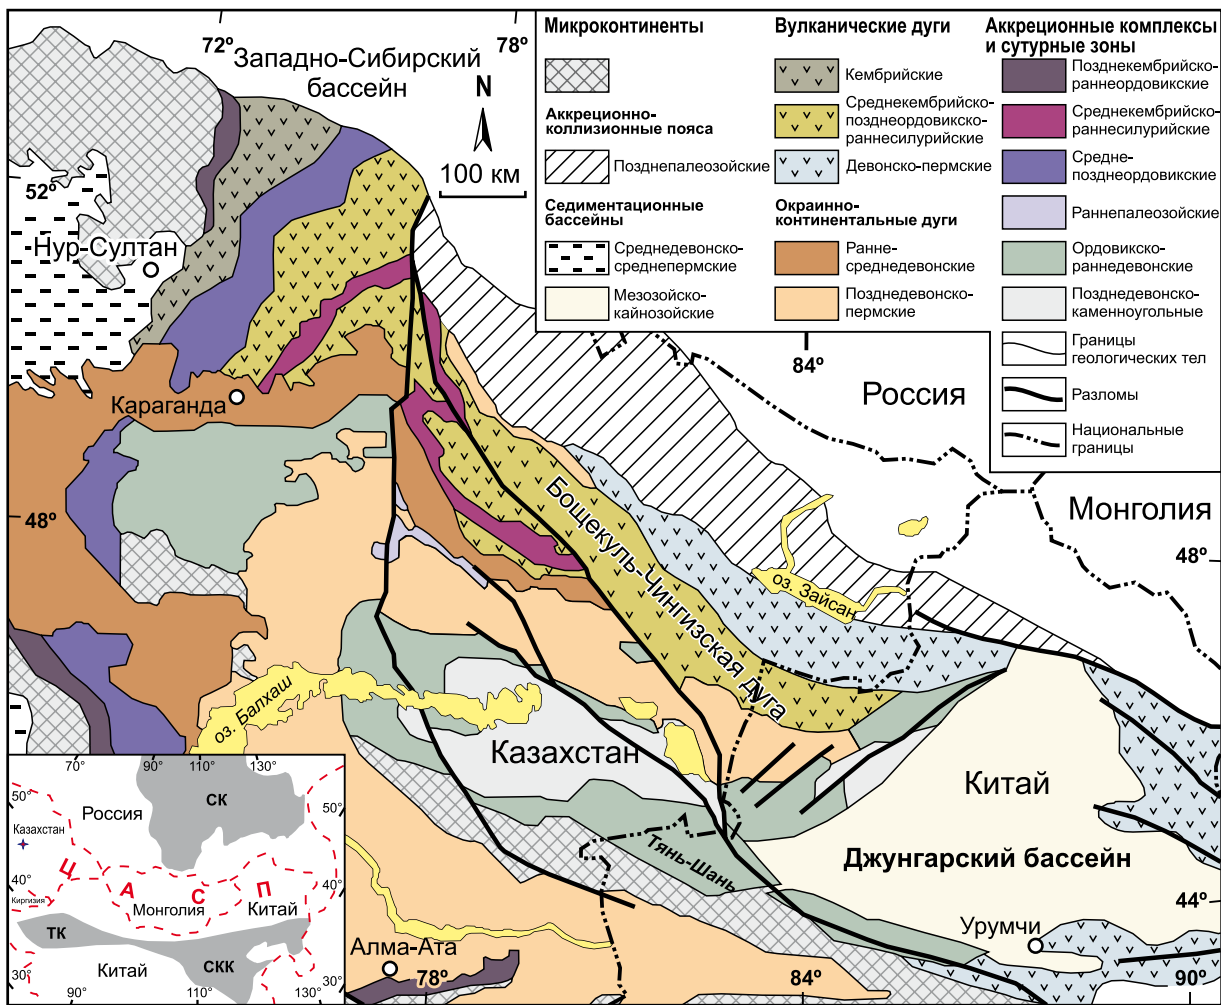 72º
78º
Западно-Сибирский
бассейн
N
100 км
52º
Нур-Султан
Караганда
48º
Микроконтиненты
Аккреционно-
коллизионные пояса
Позднепалеозойские
Седиментационные
бассейны
Среднедевонско-
среднепермские
Мезозойско-
кайнозойские
Вулканические дуги
Кембрийские
Среднекембрийско-
позднеордовикско-
раннесилурийские
Девонско-пермские
Окраинно-
континентальные дуги
Ранне-
среднедевонские
Позднедевонско-
пермские
Аккреционные комплексы
и сутурные зоны
Позднекембрийско-
раннеордовикские
Среднекембрийско-
раннесилурийские
Средне-
позднеордовикские
Раннепалеозойские
Ордовикско-
раннедевонские
Позднедевонско-
каменноугольные
Границы
геологических тел
Разломы
Национальные
границы
84º
Россия
Монголия
48º
Бощекуль-Чингизская дуга
оз. Зайсан
оз. Балхаш
Казахстан
Китай
Джунгарский бассейн
Тянь-Шань
44º
Урумчи
Алма-Ата
78º
84º
90º
70°
90°
110°
130°
50°
Россия
СК
50°
Казахстан
Ц
А
С
П
40°
40°
Киргизия
Монголия
Китай
ТК
Китай
СКК
30°
30°
90°
110°
130°